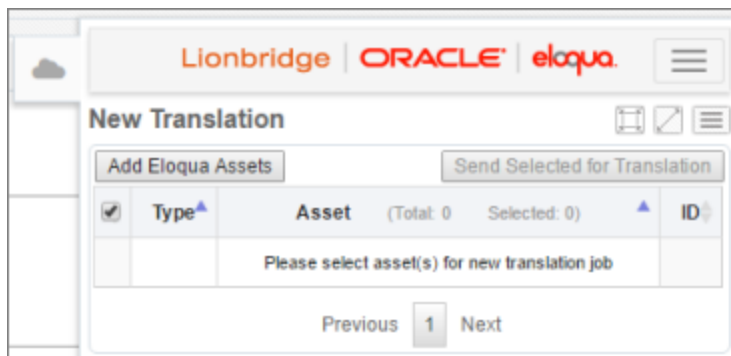 Lionbridge | ORACLE | eloqua.
New Translation
Add Eloqua Assets Send Selected for Translation
Type Asset (Total: 0 Selected: 0) ID
Please select asset(s) for new translation job
Previous 1 Next